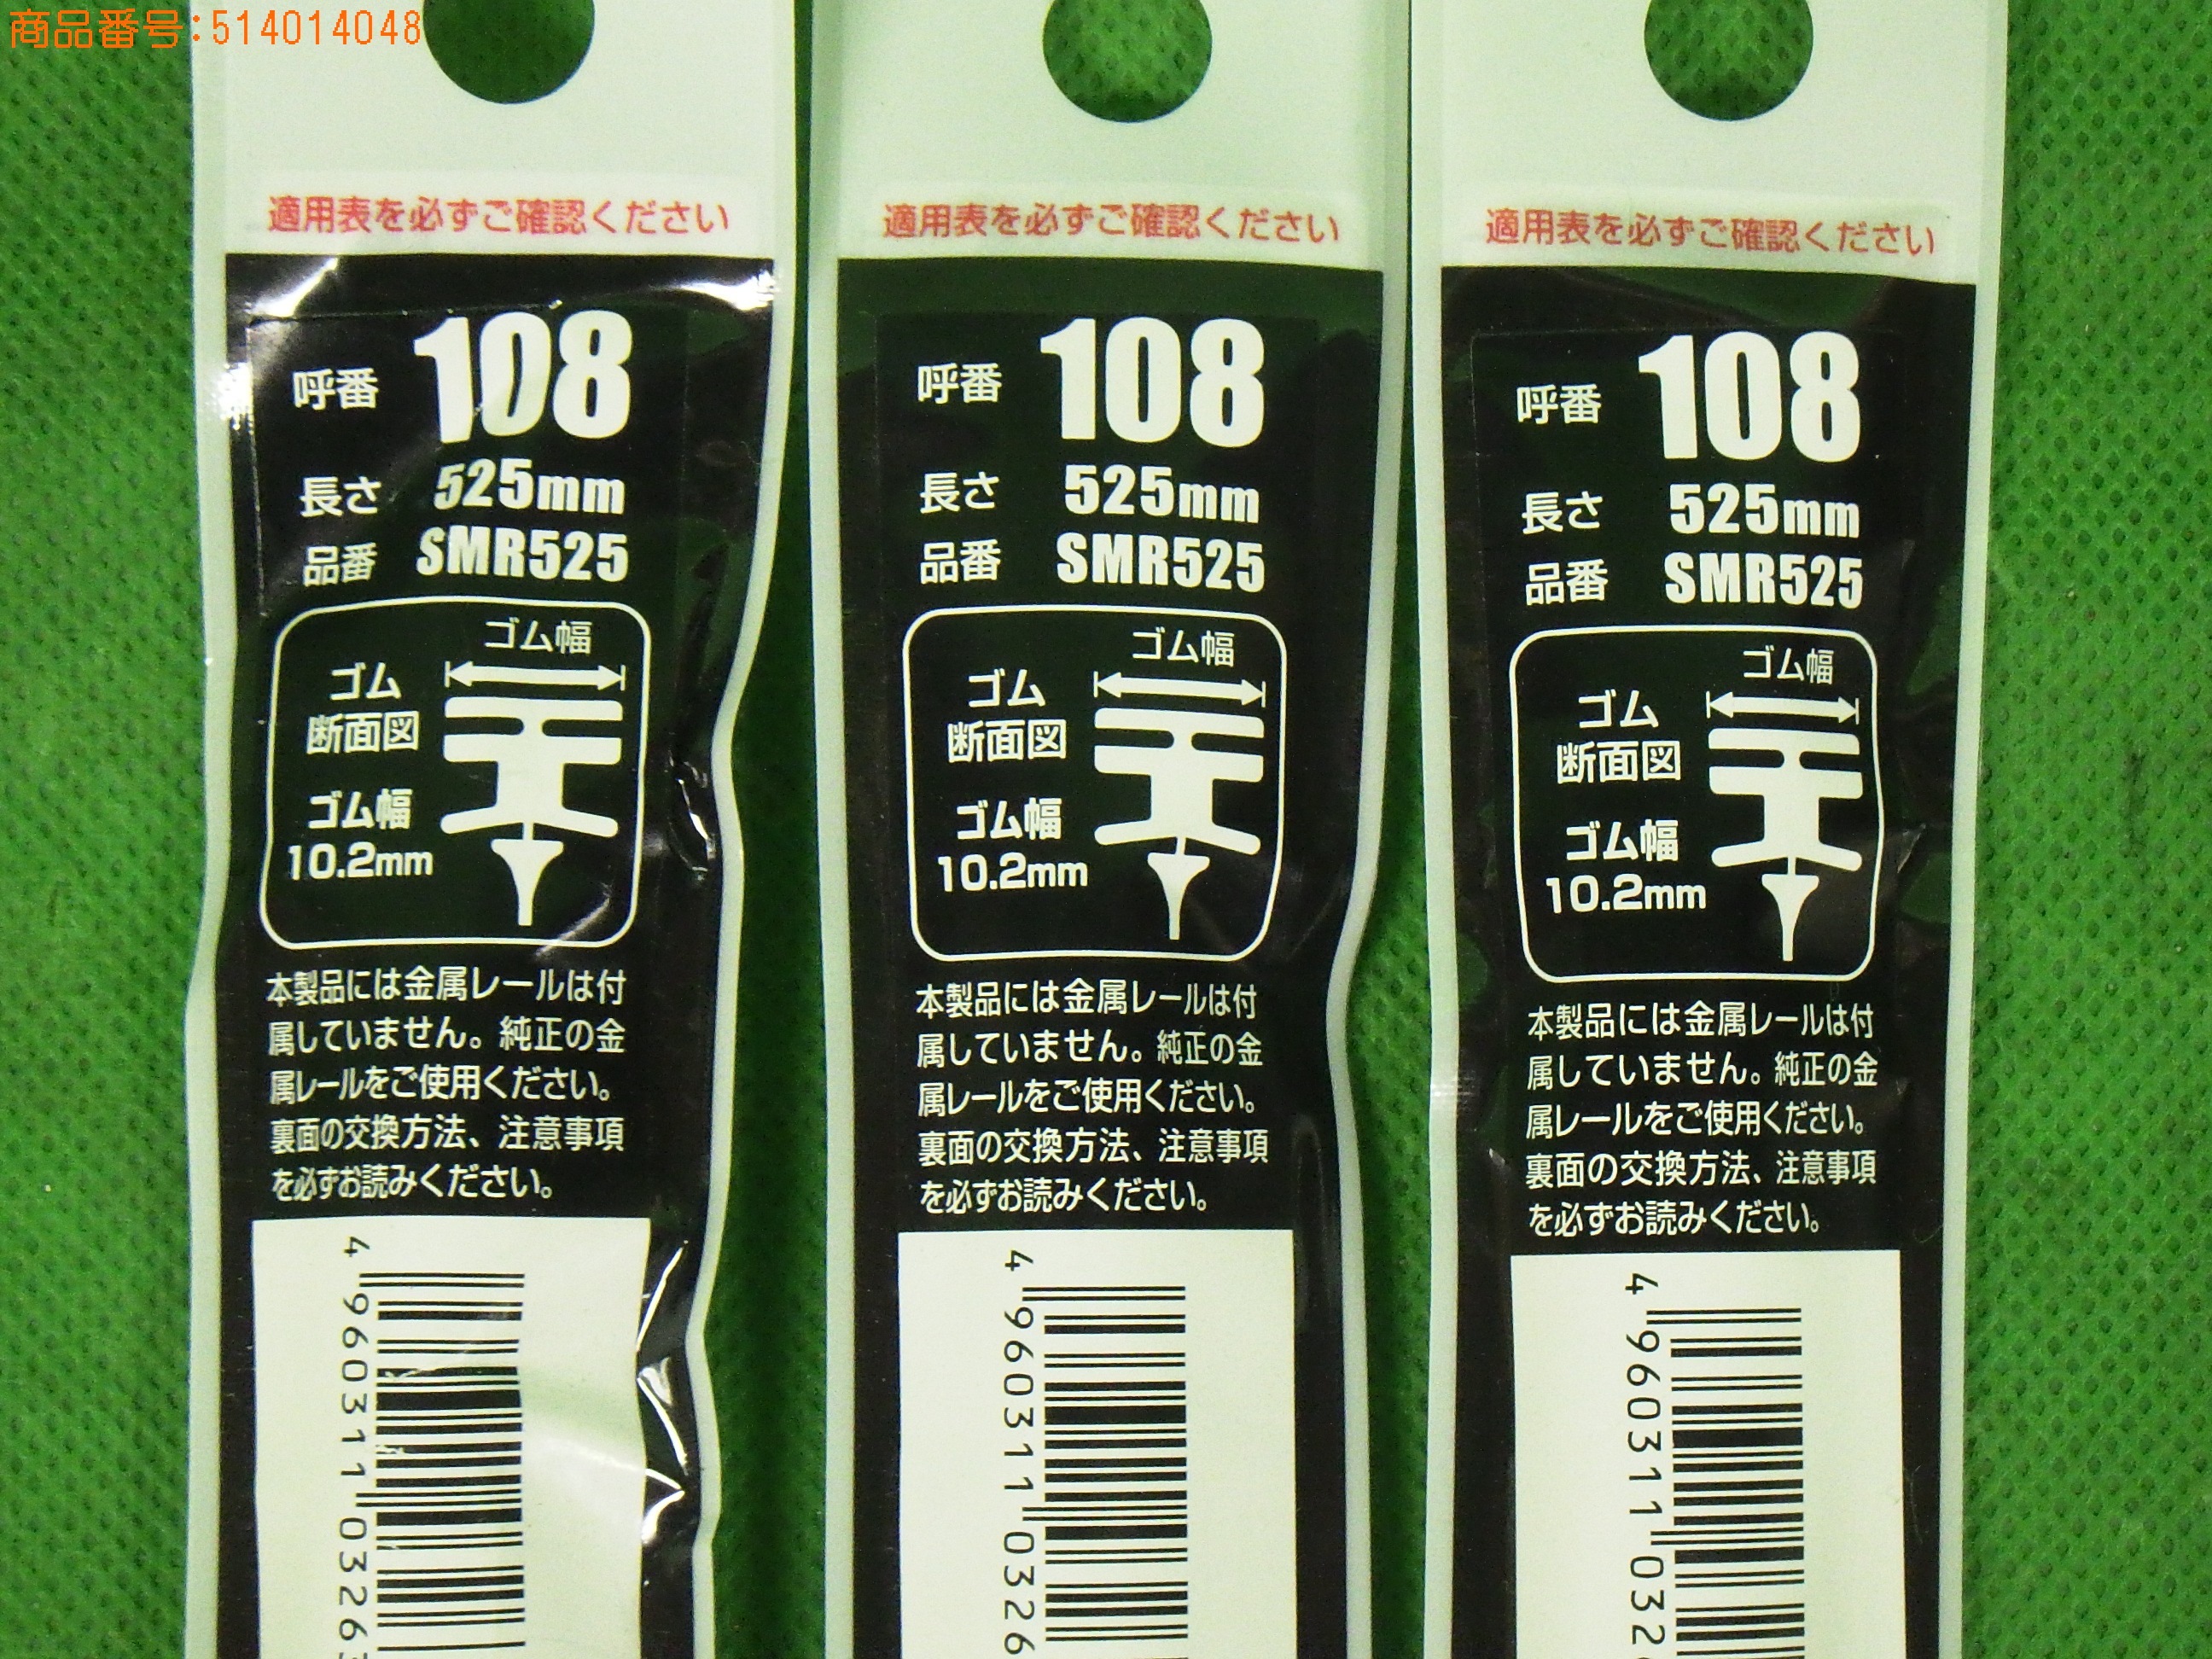 商品番号:514014048
適用表を必ずご確認ください
呼番 108
長さ 525mm
品番 SMR525
ゴム幅
ゴム
断面図
ゴム幅
10.2mm
本製品には金属レールは付
属していません。純正の金
属レールをご使用ください。
裏面の交換方法、注意事項
を必ずお読みください。
4 960311 03263
適用表を必ずご確認ください
呼番 108
長さ 525mm
品番 SMR525
ゴム幅
ゴム
断面図
ゴム幅
10.2mm
本製品には金属レールは付
属していません。純正の金
属レールをご使用ください。
裏面の交換方法、注意事項
を必ずお読みください。
4 960311 0326
適用表を必ずご確認ください
呼番 108
長さ 525mm
品番 SMR525
ゴム幅
ゴム
断面図
ゴム幅
10.2mm
本製品には金属レールは付
属していません。純正の金
属レールをご使用ください。
裏面の交換方法、注意事項
を必ずお読みください。
4 960311 032